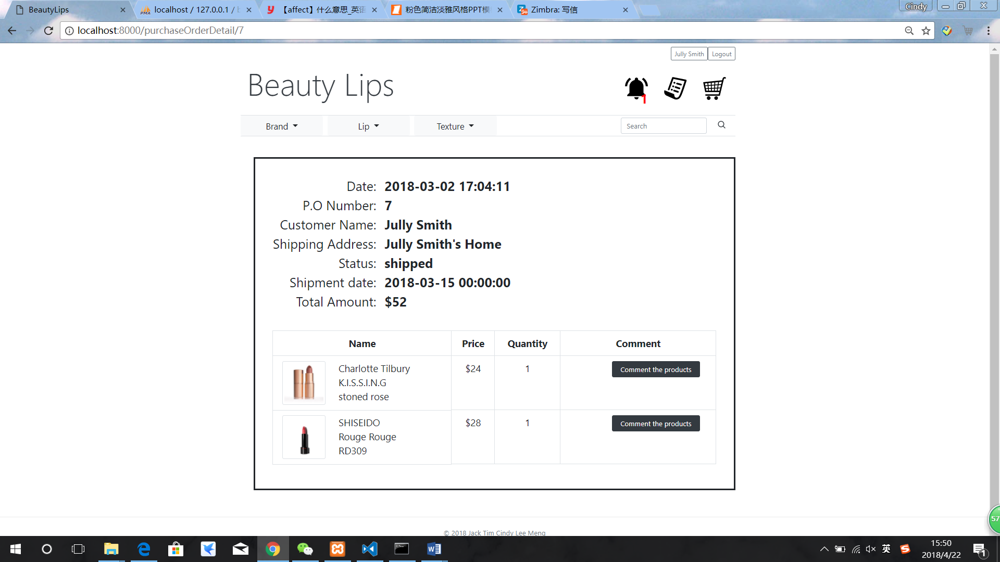 BeautyLips
localhost / 127.0.0.1 /
【affect】什么意思_英语
粉色简洁淡雅风格PPT模
Zimbra: 写信
Cindy
localhost:8000/purchaseOrderDetail/7
Jully Smith
Logout
Beauty Lips
1
Brand
Lip
Texture
Search
Date: 2018-03-02 17:04:11
P.O Number: 7
Customer Name: Jully Smith
Shipping Address: Jully Smith's Home
Status: shipped
Shipment date: 2018-03-15 00:00:00
Total Amount: $52
Name Price Quantity Comment
Charlotte Tilbury
K.I.S.S.I.N.G
stoned rose
$24
1
Comment the products
SHISEIDO
Rouge Rouge
RD309
$28
1
Comment the products
57
© 2018 Jack Tim Cindy Lee Meng
英
15:50
2018/4/22
1